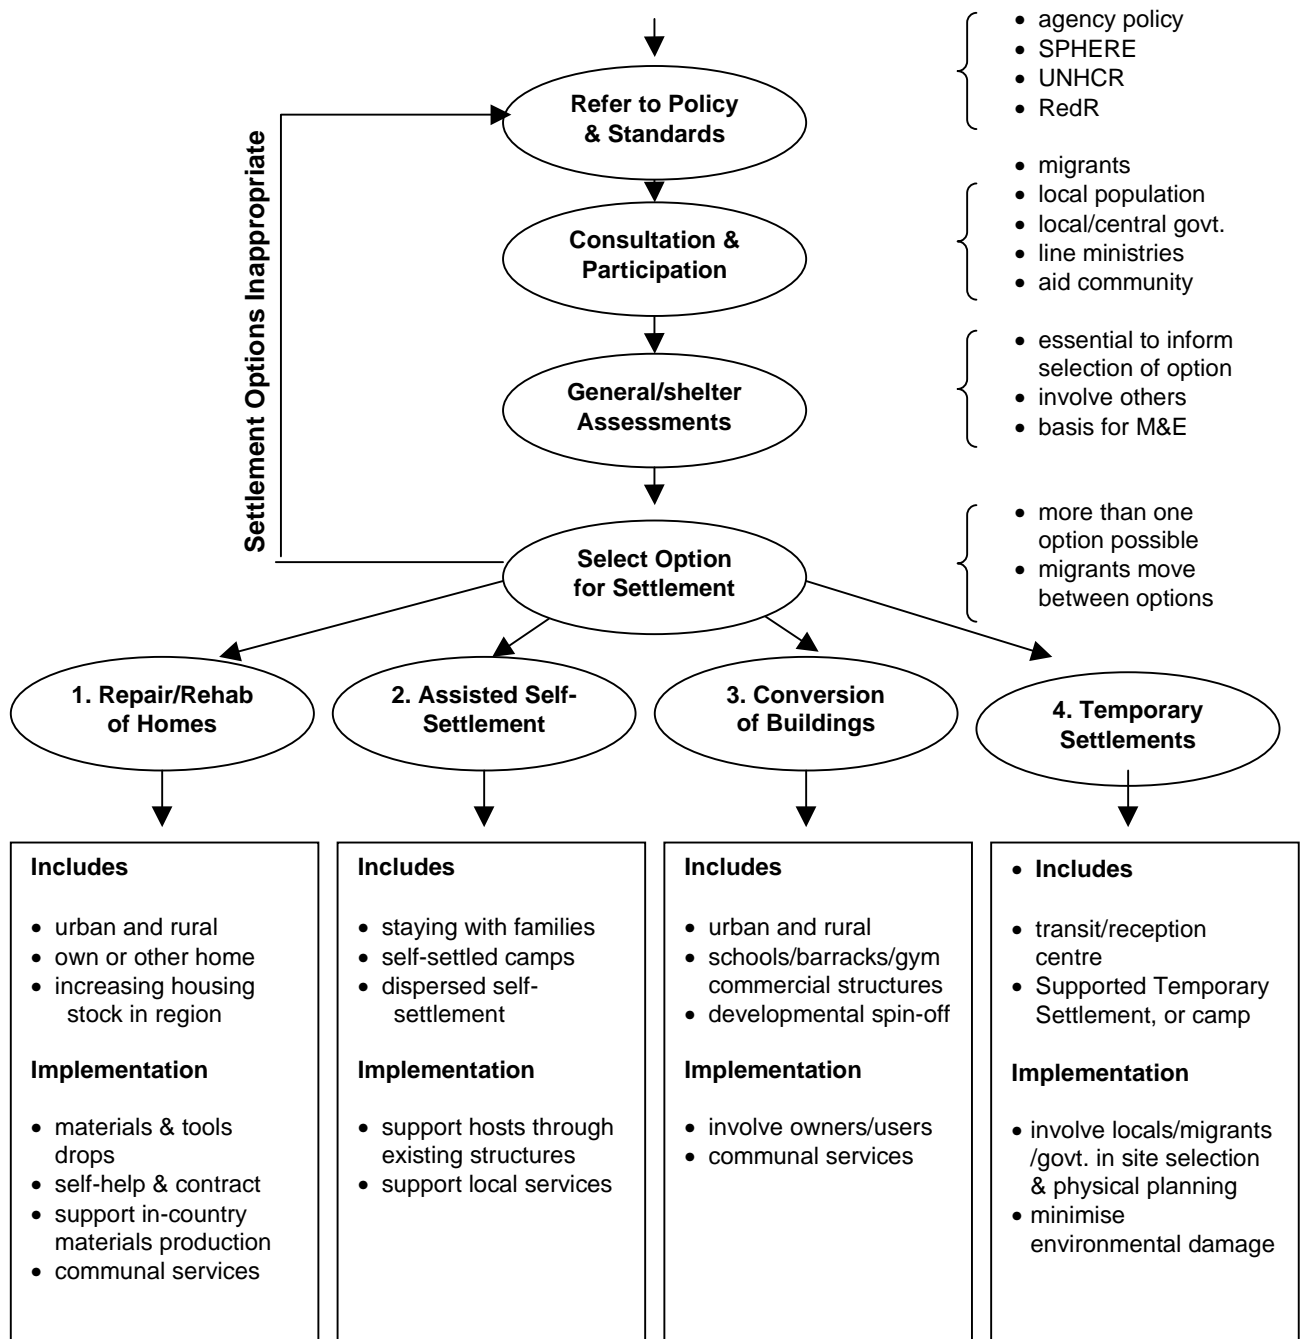 • agency policy
• SPHERE
• UNHCR
• RedR
Refer to Policy
& Standards
Settlement Options Inappropriate
• migrants
• local population
• local/central govt.
• line ministries
• aid community
Consultation &
Participation
• essential to inform
selection of option
• involve others
• basis for M&E
General/shelter
Assessments
• more than one
option possible
• migrants move
between options
Select Option
for Settlement
1. Repair/Rehab
of Homes
2. Assisted Self-
Settlement
3. Conversion
of Buildings
4. Temporary
Settlements
Includes
• urban and rural
• own or other home
• increasing housing
stock in region
Implementation
• materials & tools
drops
• self-help & contract
• support in-country
materials production
• communal services
Includes
• staying with families
• self-settled camps
• dispersed self-
settlement
Implementation
• support hosts through
existing structures
• support local services
Includes
• urban and rural
• schools/barracks/gym
commercial structures
• developmental spin-off
Implementation
• involve owners/users
• communal services
• Includes
• transit/reception
centre
• Supported Temporary
Settlement, or camp
Implementation
• involve locals/migrants
/govt. in site selection
& physical planning
• minimise
environmental damage